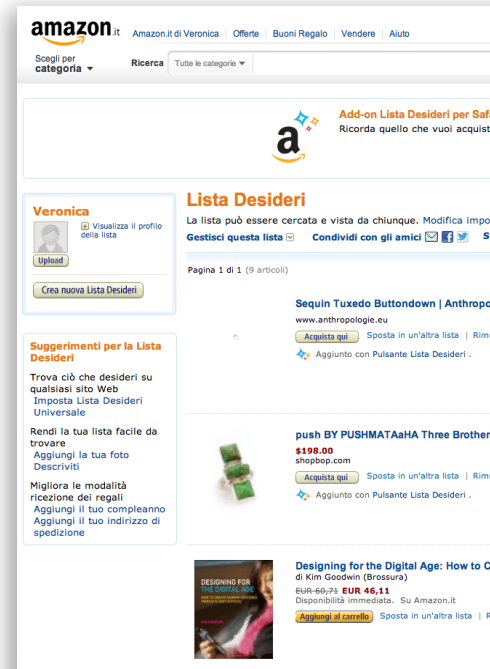 amazon.it
Amazon.it di Veronica | Offerte | Buoni Regalo | Vendere | Aiuto
Scegli per
categoria
Ricerca
Tutte le categorie
Add-on Lista Desideri per Saf
Ricorda quello che vuoi acquist
a
Lista Desideri
La lista può essere cercata e vista da chiunque. Modifica impo
Gestisci questa lista
Condividi con gli amici
S
Pagina 1 di 1 (9 articoli)
Veronica
Visualizza il profilo
della lista
Upload
Crea nuova Lista Desideri
Suggerimenti per la Lista
Desideri
Trova ciò che desideri su
qualsiasi sito Web
Imposta Lista Desideri
Universale
Rendi la tua lista facile da
trovare
Aggiungi la tua foto
Descriviti
Migliora le modalità
ricezione dei regali
Aggiungi il tuo compleanno
Aggiungi il tuo indirizzo di
spedizione
Sequin Tuxedo Buttondown | Anthropo
www.anthropologie.eu
Acquista qui
Sposta in un'altra lista | Rim
Aggiunto con Pulsante Lista Desideri .
push BY PUSHMATAaHA Three Brother
$198.00
shopbop.com
Acquista qui
Sposta in un'altra lista | Rim
Aggiunto con Pulsante Lista Desideri .
DESIGNING FOR
THE DIGITAL AGE
Designing for the Digital Age: How to C
di Kim Goodwin (Brossura)
EUR 60,71 EUR 46,11
Disponibilità immediata. Su Amazon.it
Aggiungi al carrello
Sposta in un'altra lista | R